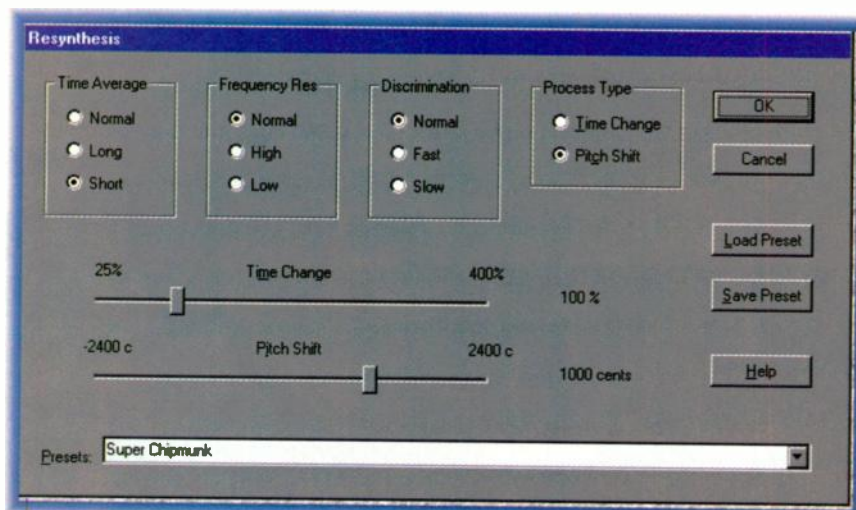 Resynthesis
Time Average
Normal
Long
Short
Frequency Res
Normal
High
Low
Discrimination
Normal
Fast
Slow
Process Type
Time Change
Pitch Shift
OK
Cancel
Load Preset
Save Preset
Help
25% Time Change 400% 100 %
-2400 c Pitch Shift 2400 c 1000 cents
Presets: Super Chipmunk